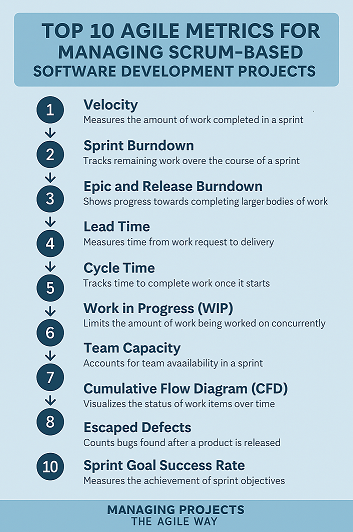 TOP 10 AGILE METRICS FOR
MANAGING SCRUM-BASED
SOFTWARE DEVELOPMENT PROJECTS
1
Velocity
Measures the amount of work completed in a sprint
2
Sprint Burndown
Tracks remaining work overe the course of a sprint
3
Epic and Release Burndown
Shows progress towards completing larger bodies of work
4
Lead Time
Measures time from work request to delivery
5
Cycle Time
Tracks time to complete work once it starts
6
Work in Progress (WIP)
Limits the amount of work being worked on concurrently
7
Team Capacity
Accounts for team avaailability in a sprint
8
Cumulative Flow Diagram (CFD)
Visualizes the status of work items over time
Escaped Defects
Counts bugs found after a product is released
10
Sprint Goal Success Rate
Measures the achievement of sprint objectives
MANAGING PROJECTS
THE AGILE WAY